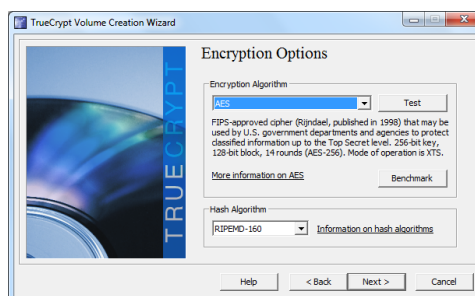 TrueCrypt Volume Creation Wizard
TRUECRYPT
Encryption Options
Encryption Algorithm
AES
Test
FIPS-approved cipher (Rijndael, published in 1998) that may be
used by U.S. government departments and agencies to protect
classified information up to the Top Secret level. 256-bit key,
128-bit block, 14 rounds (AES-256). Mode of operation is XTS.
More information on AES
Benchmark
Hash Algorithm
RIPEMD-160
Information on hash algorithms
Help
< Back
Next >
Cancel